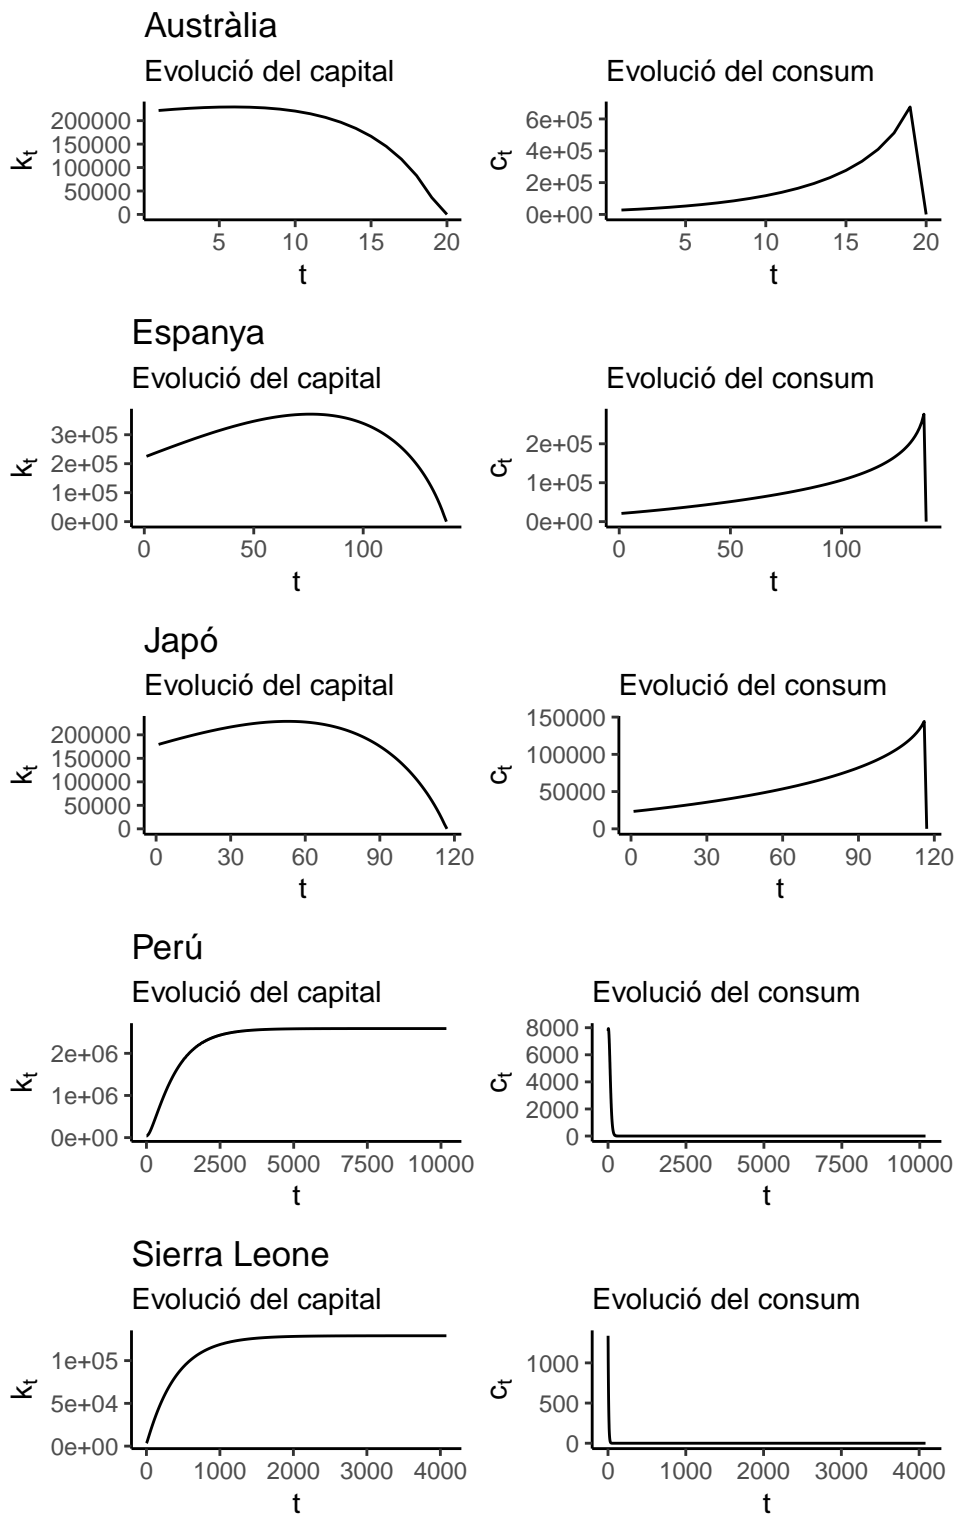 Austràlia
Evolució del capital
Evolució del consum
200000
150000
100000
50000
0
k_t
5 10 15 20
t
6e+05
4e+05
2e+05
0e+00
c_t
5 10 15 20
t
Espanya
Evolució del capital
Evolució del consum
3e+05
2e+05
1e+05
0e+00
k_t
0 50 100
t
2e+05
1e+05
0e+00
c_t
0 50 100
t
Japó
Evolució del capital
Evolució del consum
200000
150000
100000
50000
0
k_t
0 30 60 90 120
t
150000
100000
50000
0
c_t
0 30 60 90 120
t
Perú
Evolució del capital
Evolució del consum
2e+06
1e+06
0e+00
k_t
0 2500 5000 7500 10000
t
8000
6000
4000
2000
0
c_t
0 2500 5000 7500 10000
t
Sierra Leone
Evolució del capital
Evolució del consum
1e+05
5e+04
0e+00
k_t
0 1000 2000 3000 4000
t
1000
500
0
c_t
0 1000 2000 3000 4000
t